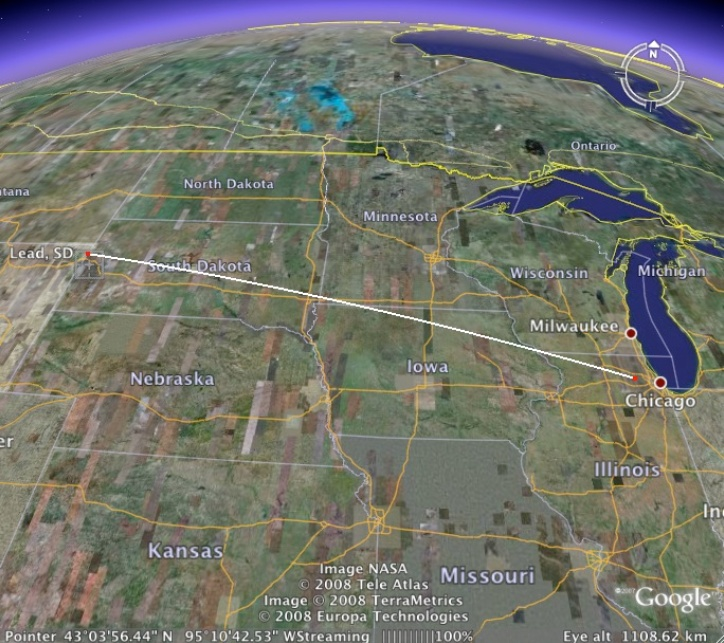 N
Ontario
tana
North Dakota
Minnesota
Lead, SD
South Dakota
Wisconsin
Michigan
Milwaukee
Nebraska
Iowa
Chicago
er
Illinois
In
Kansas
Missouri
Image NASA
© 2008 Tele Atlas
Image © 2008 TerraMetrics
© 2008 Europa Technologies
Google
Pointer 43°03'56.44" N 95°10'42.53" W Streaming ||||||||| 100% Eye alt 1108.62 km